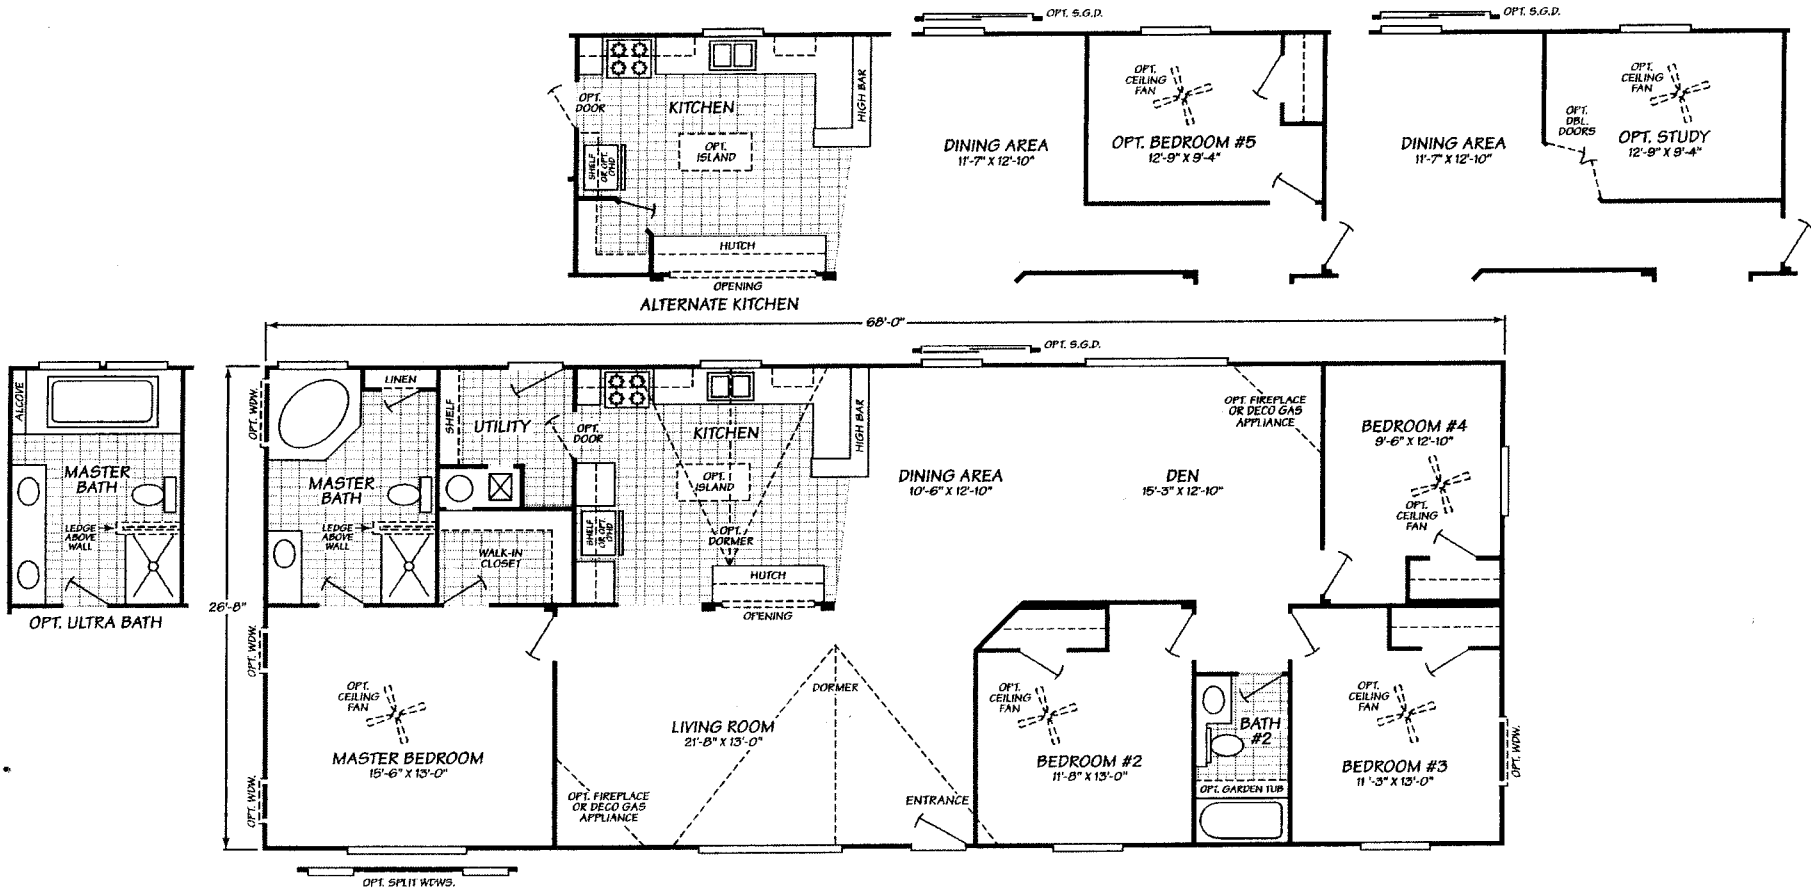 OPT. S.G.D.
OPT. S.G.D.
OPT.
DOOR
KITCHEN
HIGH BAR
OPT.
ISLAND
SHELF
OR OPT.
O'HD
HUTCH
OPENING
ALTERNATE KITCHEN
DINING AREA
11'-7" X 12'-10"
OPT.
CEILING
FAN
OPT. BEDROOM #5
12'-9" X 9'-4"
DINING AREA
11'-7" X 12'-10"
OPT.
DBL.
DOORS
OPT.
CEILING
FAN
OPT. STUDY
12'-9" X 9'-4"
68'-0"
26'-8"
ALCOVE
MASTER
BATH
LEDGE
ABOVE
WALL
OPT. ULTRA BATH
OPT. WDW.
LINEN
MASTER
BATH
LEDGE
ABOVE
WALL
SHELF
UTILITY
WALK-IN
CLOSET
OPT.
DOOR
KITCHEN
HIGH BAR
OPT.
ISLAND
SHELF
OR OPT.
O'HD
OPT.
DORMER
HUTCH
OPENING
OPT. S.G.D.
DINING AREA
10'-6" X 12'-10"
DEN
15'-3" X 12'-10"
OPT. FIREPLACE
OR DECO GAS
APPLIANCE
BEDROOM #4
9'-6" X 12'-10"
OPT.
CEILING
FAN
OPT. WDW.
OPT. WDW.
OPT.
CEILING
FAN
MASTER BEDROOM
15'-6" X 13'-0"
OPT. SPLIT WDWS.
LIVING ROOM
21'-8" X 13'-0"
OPT. FIREPLACE
OR DECO GAS
APPLIANCE
DORMER
ENTRANCE
OPT.
CEILING
FAN
BEDROOM #2
11'-8" X 13'-0"
BATH
#2
OPT. GARDEN TUB
OPT.
CEILING
FAN
BEDROOM #3
11'-3" X 13'-0"
OPT. WDW.